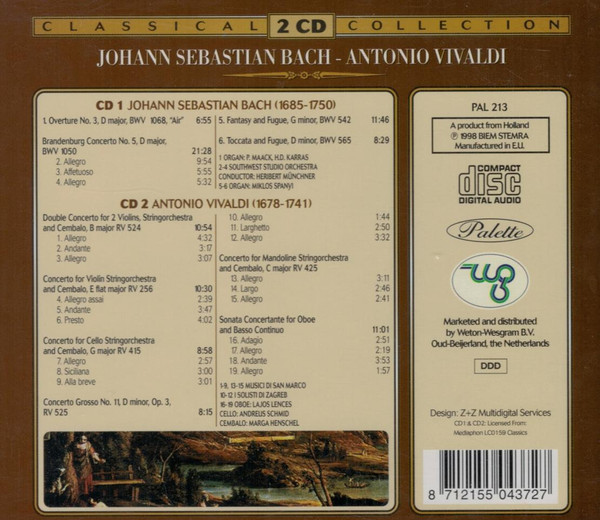 CLASSICAL 2 CD COLLECTION
JOHANN SEBASTIAN BACH - ANTONIO VIVALDI
CD 1 JOHANN SEBASTIAN BACH (1685-1750)
1. Overture No. 3, D major, BWV 1068, "Air" 6:55
Brandenburg Concerto No. 5, D major,
BWV 1050 21:28
2. Allegro 9:54
3. Affetuoso 5:55
4. Allegro 5:32
5. Fantasy and Fugue, G minor, BWV 542 11:46
6. Toccata and Fugue, D minor, BWV 565 8:29
1 ORGAN: P. MAACK, H.D. KARRAS
2-4 SOUTHWEST STUDIO ORCHESTRA
CONDUCTOR: HERIBERT MÜNCHNER
5-6 ORGAN: MIKLOS SPANYI
CD 2 ANTONIO VIVALDI (1678-1741)
Double Concerto for 2 Violins, Stringorchestra
and Cembalo, B major RV 524 10:54
1. Allegro 4:32
2. Andante 3:17
3. Allegro 3:07
Concerto for Violin Stringorchestra
and Cembalo, E flat major RV 256 10:30
4. Allegro assai 2:39
5. Andante 3:47
6. Presto 4:02
Concerto for Cello Stringorchestra
and Cembalo, G major RV 415 8:58
7. Allegro 2:57
8. Siciliana 3:00
9. Alla breve 3:01
Concerto Grosso No. 11, D minor, Op. 3,
RV 525 8:15
10. Allegro 1:44
11. Larghetto 2:50
12. Allegro 3:32
Concerto for Mandoline Stringorchestra
and Cembalo, C major RV 425
13. Allegro 3:11
14. Largo 2:46
15. Allegro 2:41
Sonata Concertante for Oboe
and Basso Continuo 11:01
16. Adagio 2:51
17. Allegro 2:19
18. Andante 3:53
19. Allegro 1:57
1-9, 13-15 MUSICI DI SAN MARCO
10-12 I SOLISTI DI ZAGREB
16-19 OBOE: LAJOS LENCES
CELLO: ANDRELIS SCHMID
CEMBALO: MARGA HENSCHEL
PAL 213
A product from Holland
℗ 1998 BIEM STEMRA
Manufactured in E.U.
COMPACT
disc
DIGITAL AUDIO
Palette
wg
Marketed and distributed
by Weton-Wesgram B.V.
Oud-Beijerland, the Netherlands
DDD
Design: Z+Z Multidigital Services
CD1 & CD2: Licensed From:
Mediaphon LCD159 Classics
8 712155 043727